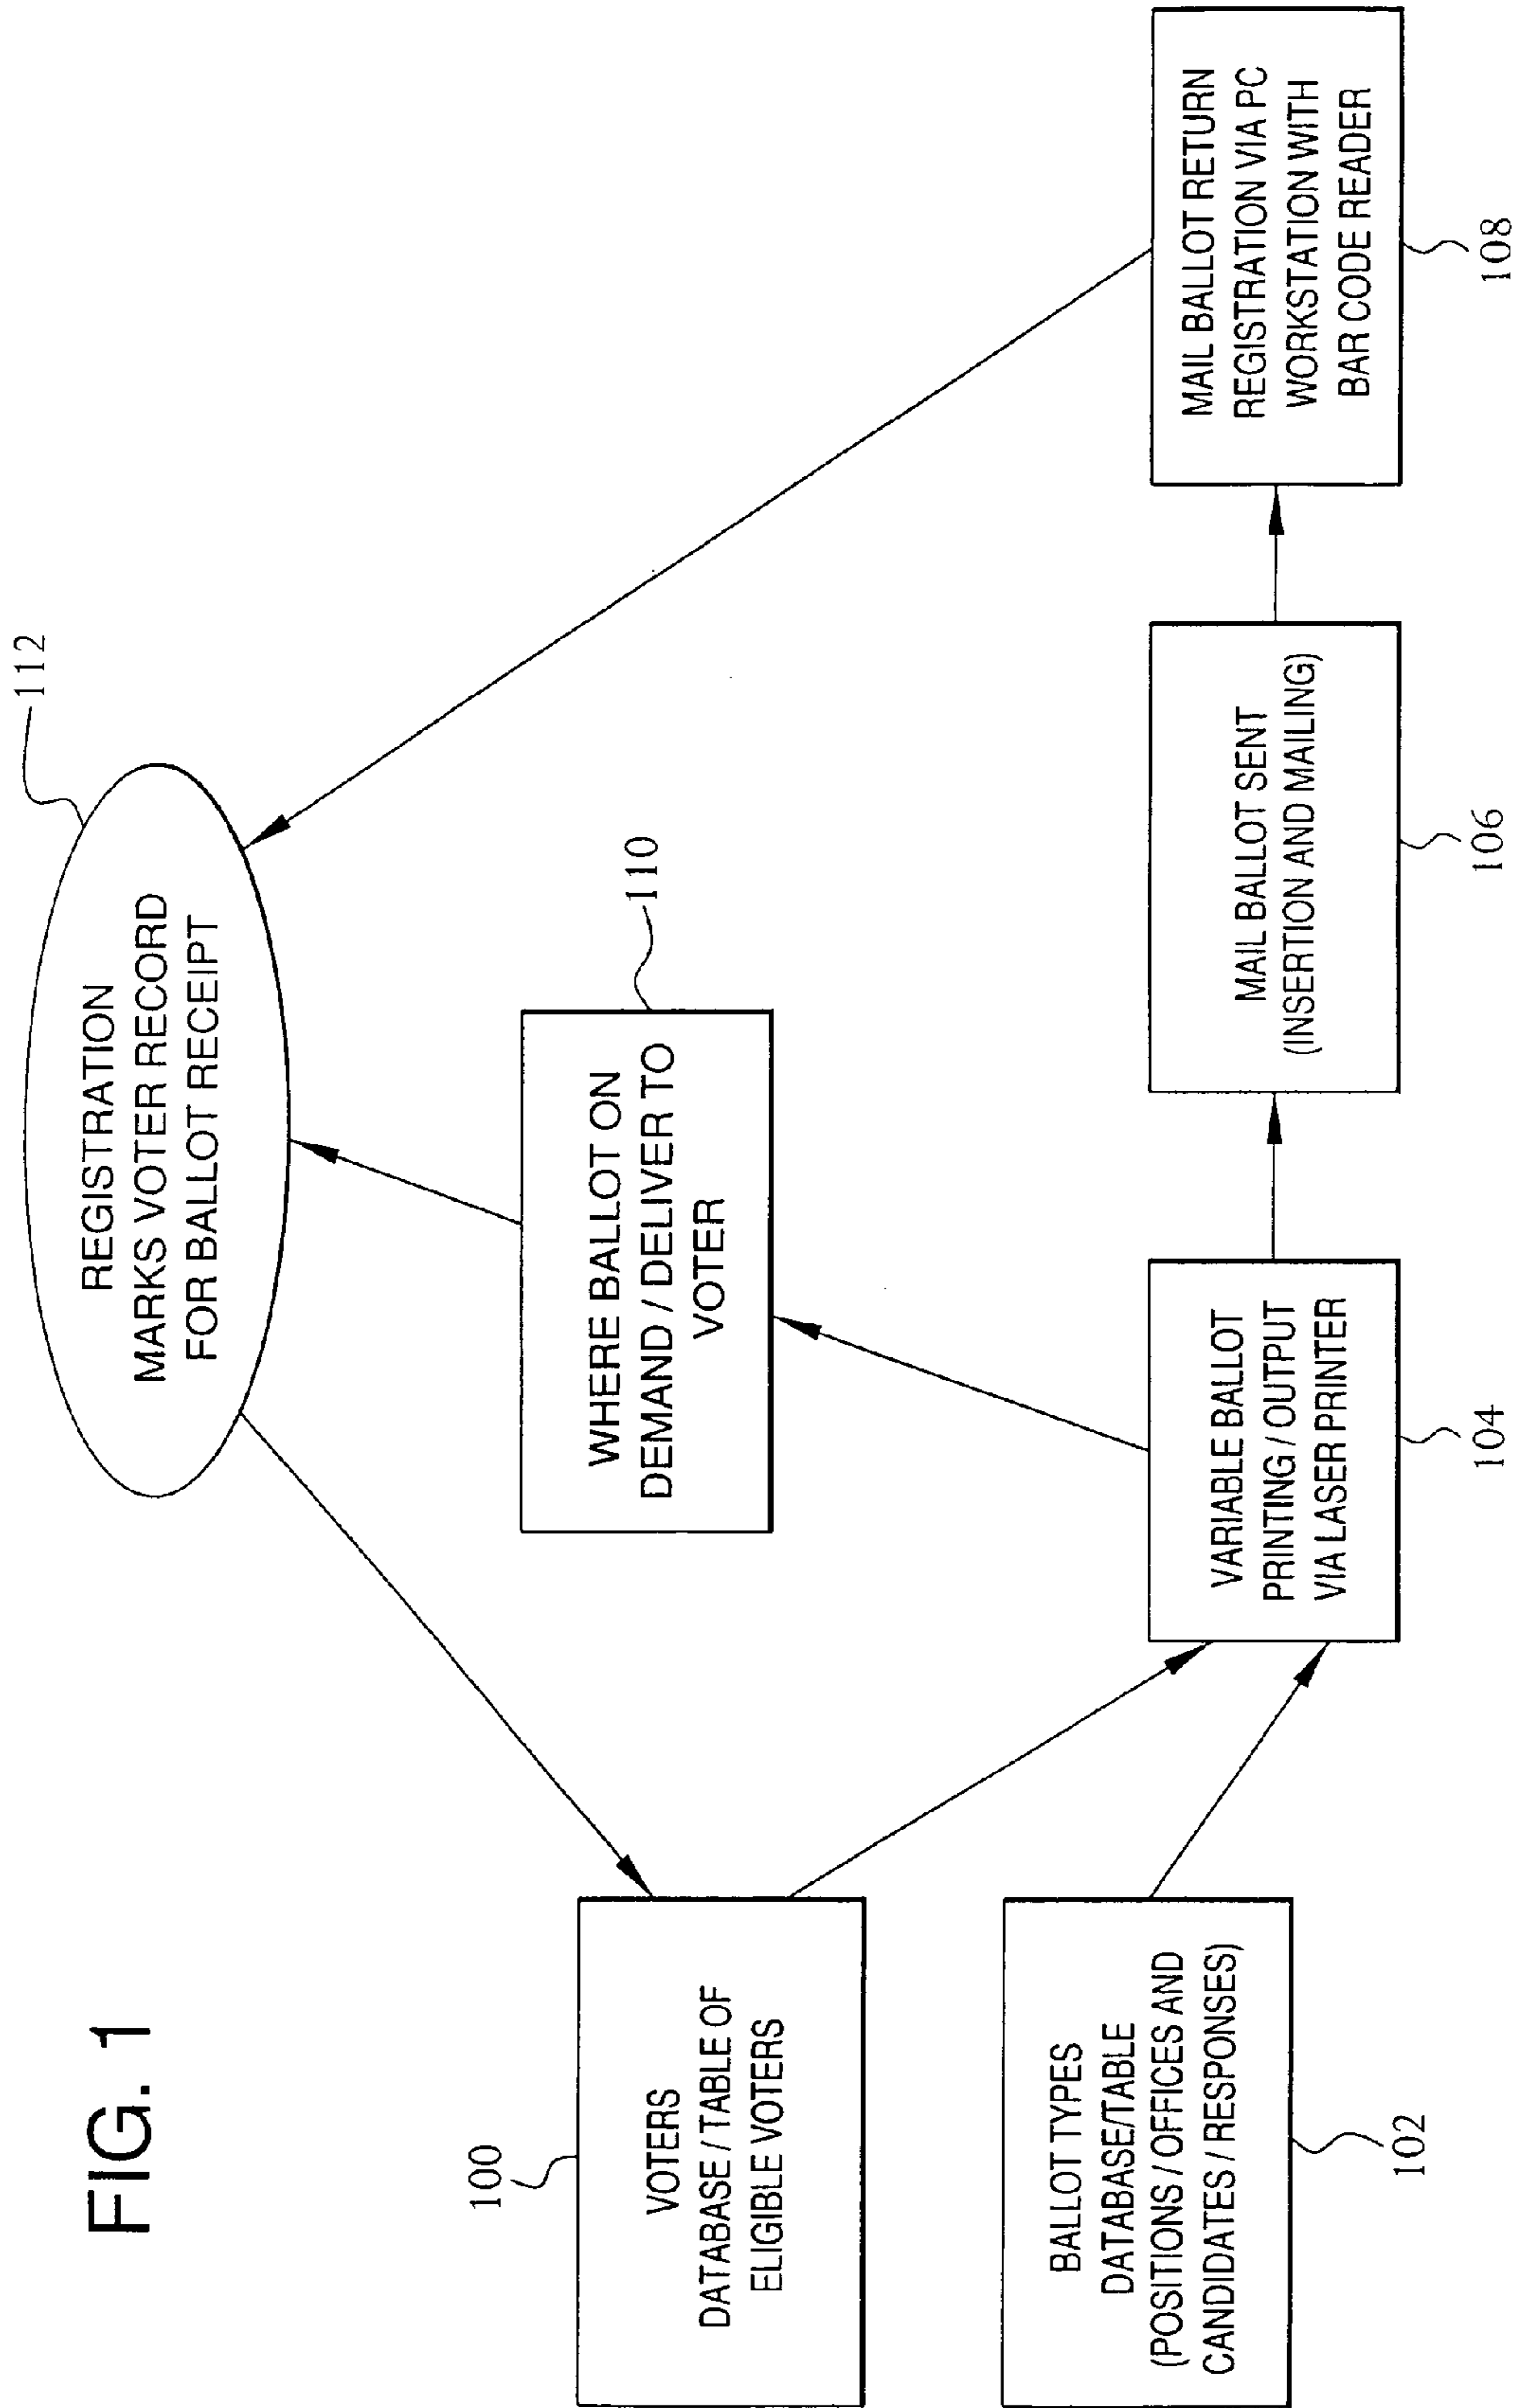 FIG. 1
112
REGISTRATION
MARKS VOTER RECORD
FOR BALLOT RECEIPT
110
WHERE BALLOT ON
DEMAND / DELIVER TO
VOTER
100
VOTERS
DATABASE / TABLE OF
ELIGIBLE VOTERS
BALLOT TYPES
DATABASE/TABLE
(POSITIONS / OFFICES AND
CANDIDATES / RESPONSES)
102
VARIABLE BALLOT
PRINTING / OUTPUT
VIA LASER PRINTER
104
MAIL BALLOT SENT
(INSERTION AND MAILING)
106
MAIL BALLOT RETURN
REGISTRATION VIA PC
WORKSTATION WITH
BAR CODE READER
108